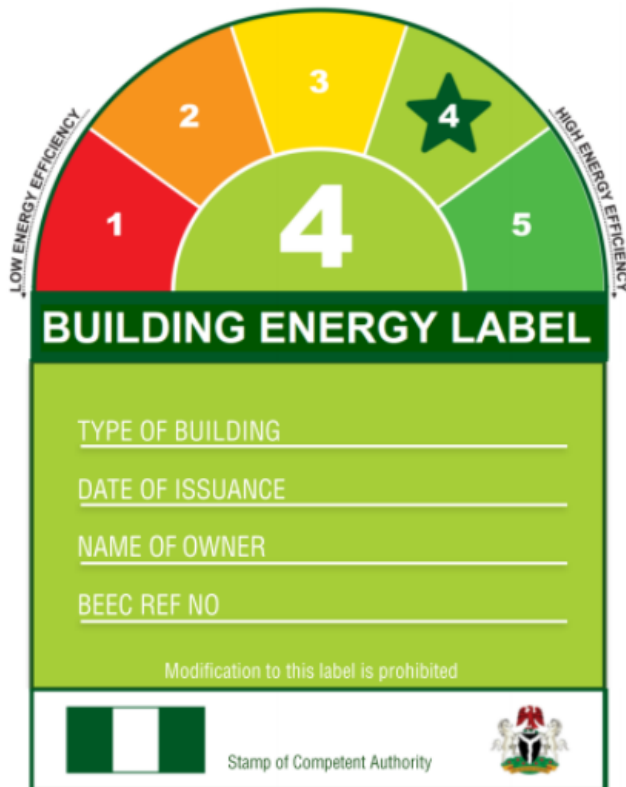 3
2
4
LOW ENERGY EFFICIENCY
HIGH ENERGY EFFICIENCY
1
4
5
BUILDING ENERGY LABEL
TYPE OF BUILDING
DATE OF ISSUANCE
NAME OF OWNER
BEEC REF NO
Modification to this label is prohibited
Stamp of Competent Authority